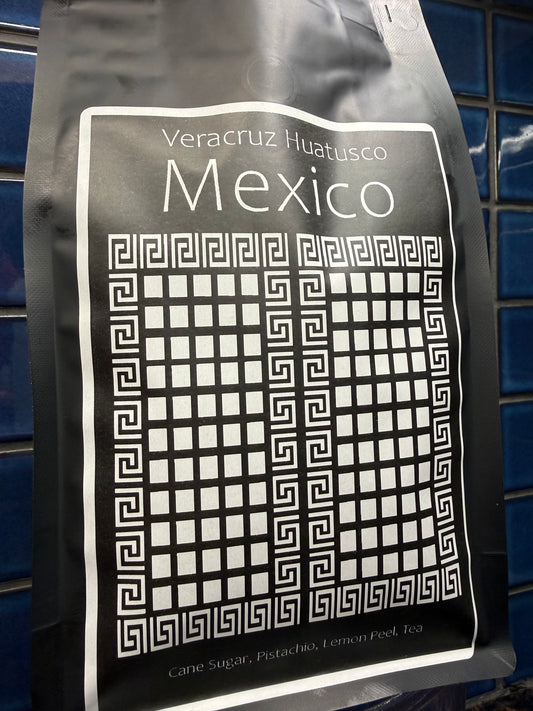 Veracruz Huatusco
Mexico
Cane Sugar, Pistachio, Lemon Peel, Tea